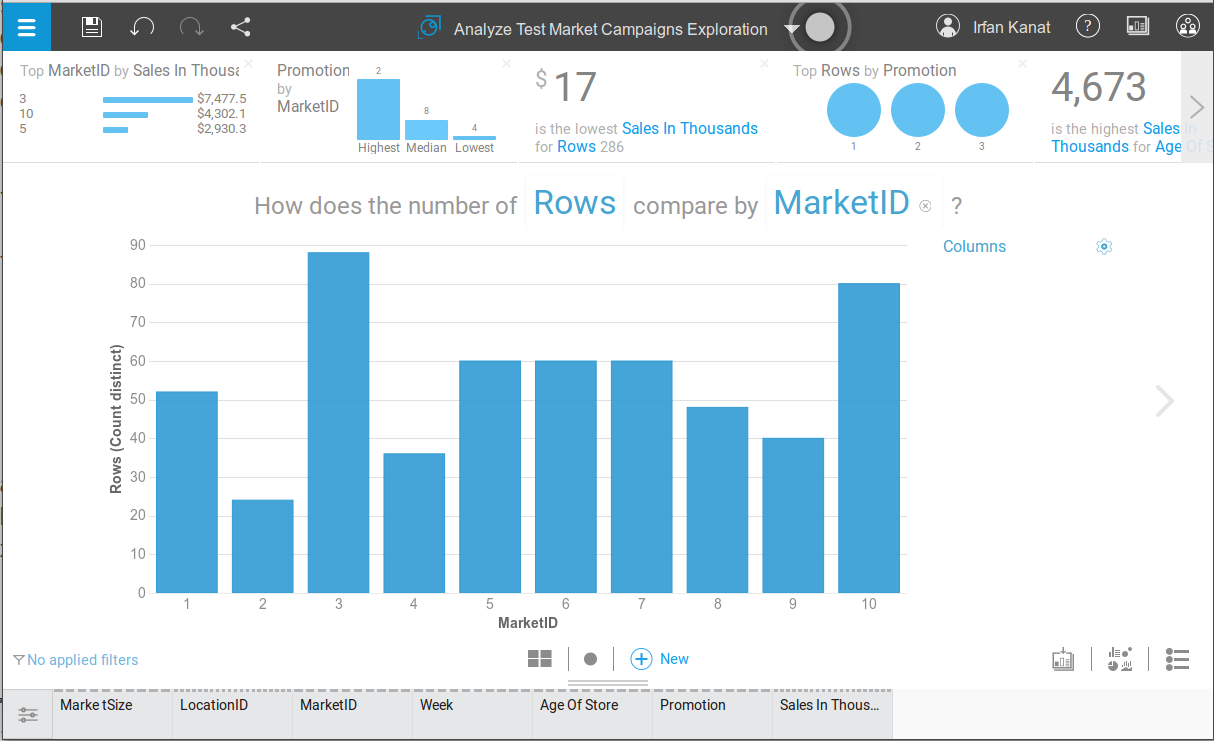 Analyze Test Market Campaigns Exploration
Irfan Kanat
?
Top MarketID by Sales In Thousa
3 $7,477.5
10 $4,302.1
5 $2,930.3
Promotion
by
MarketID
2
8
4
Highest Median Lowest
$ 17
is the lowest Sales In Thousands
for Rows 286
Top Rows by Promotion
1 2 3
4,673
is the highest Sales In
Thousands for Age Of S
How does the number of Rows compare by MarketID ?
Columns
Rows (Count distinct)
90
80
70
60
50
40
30
20
10
0
1 2 3 4 5 6 7 8 9 10
MarketID
No applied filters
New
MarketSize LocationID MarketID Week Age Of Store Promotion Sales In Thous...